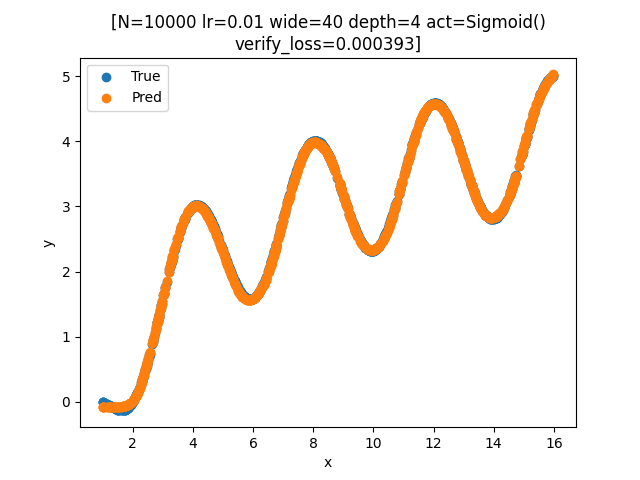 [N=10000 lr=0.01 wide=40 depth=4 act=Sigmoid()
verify_loss=0.000393]
True
Pred
y
5
4
3
2
1
0
2 4 6 8 10 12 14 16
x